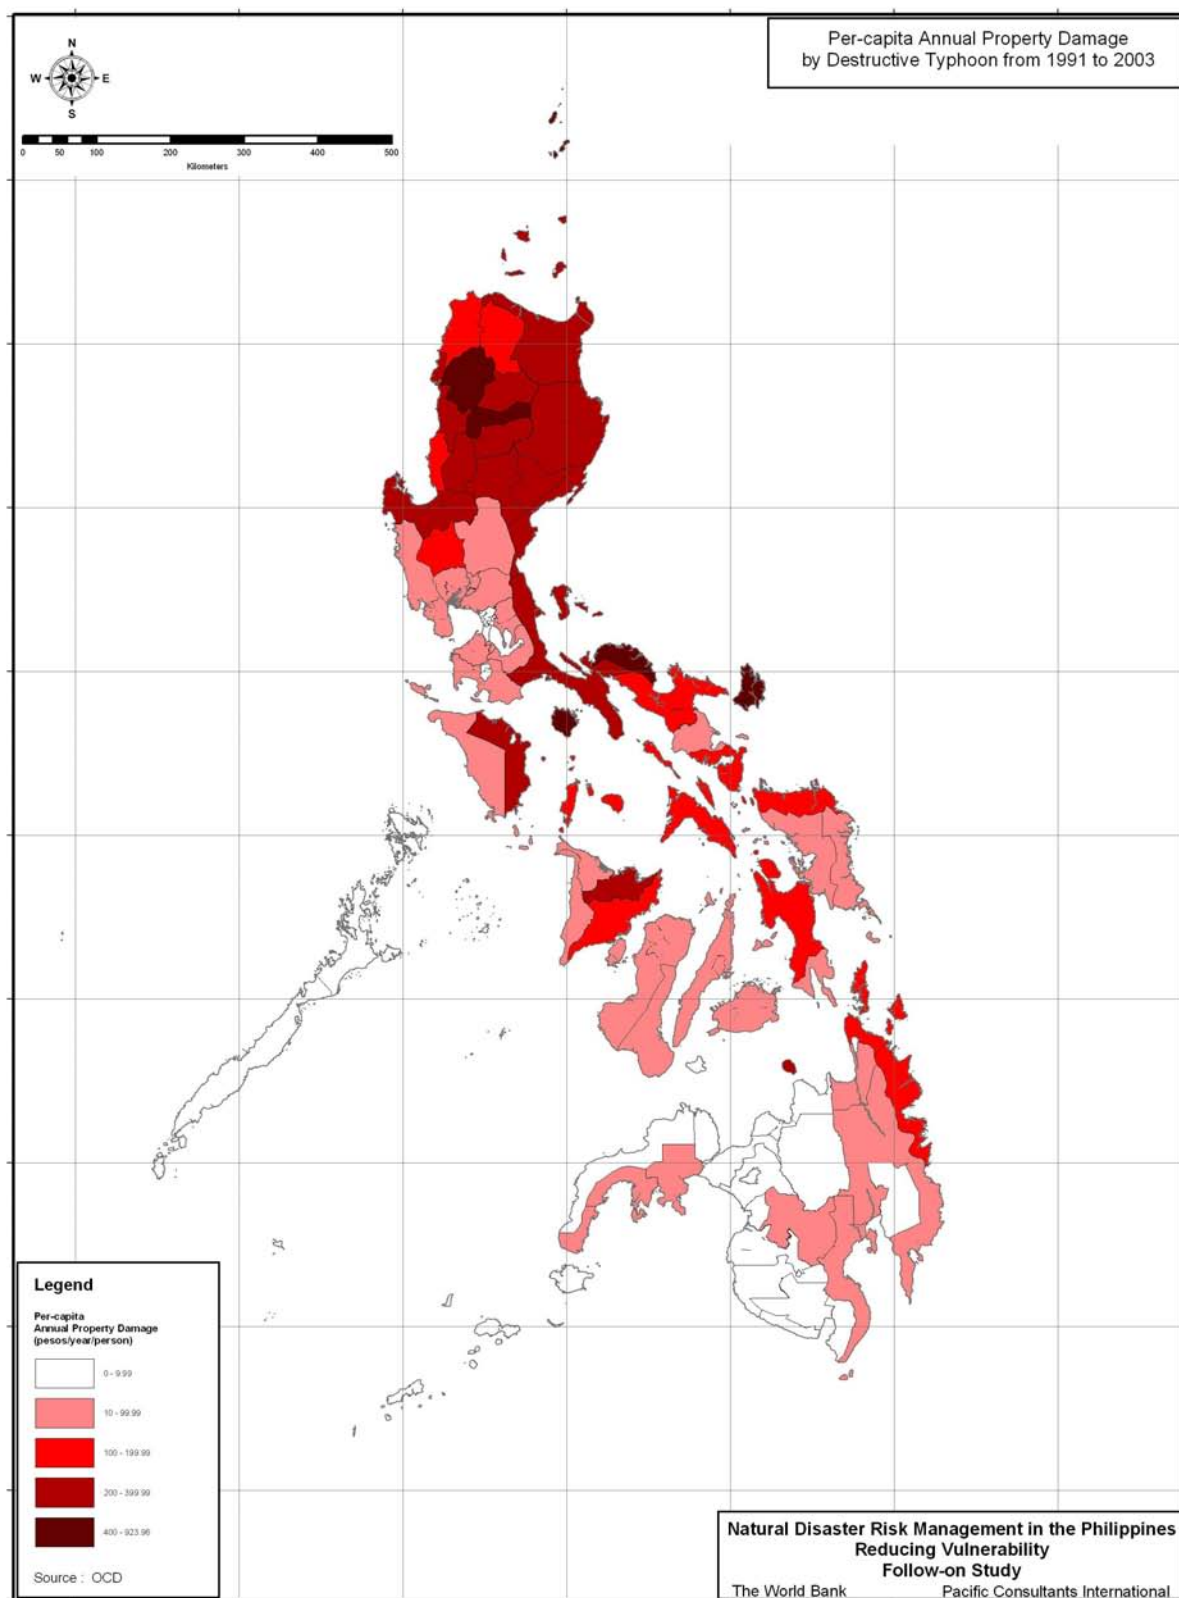 Per-capita Annual Property Damage
by Destructive Typhoon from 1991 to 2003
N
W E
S
0 50 100 200 300 400 500
Kilometers
Legend
Per-capita
Annual Property Damage
(pesos/year/person)
0 - 9.99
10 - 99.99
100 - 199.99
200 - 399.99
400 - 923.98
Source : OCD
Natural Disaster Risk Management in the Philippines
Reducing Vulnerability
Follow-on Study
The World Bank Pacific Consultants International